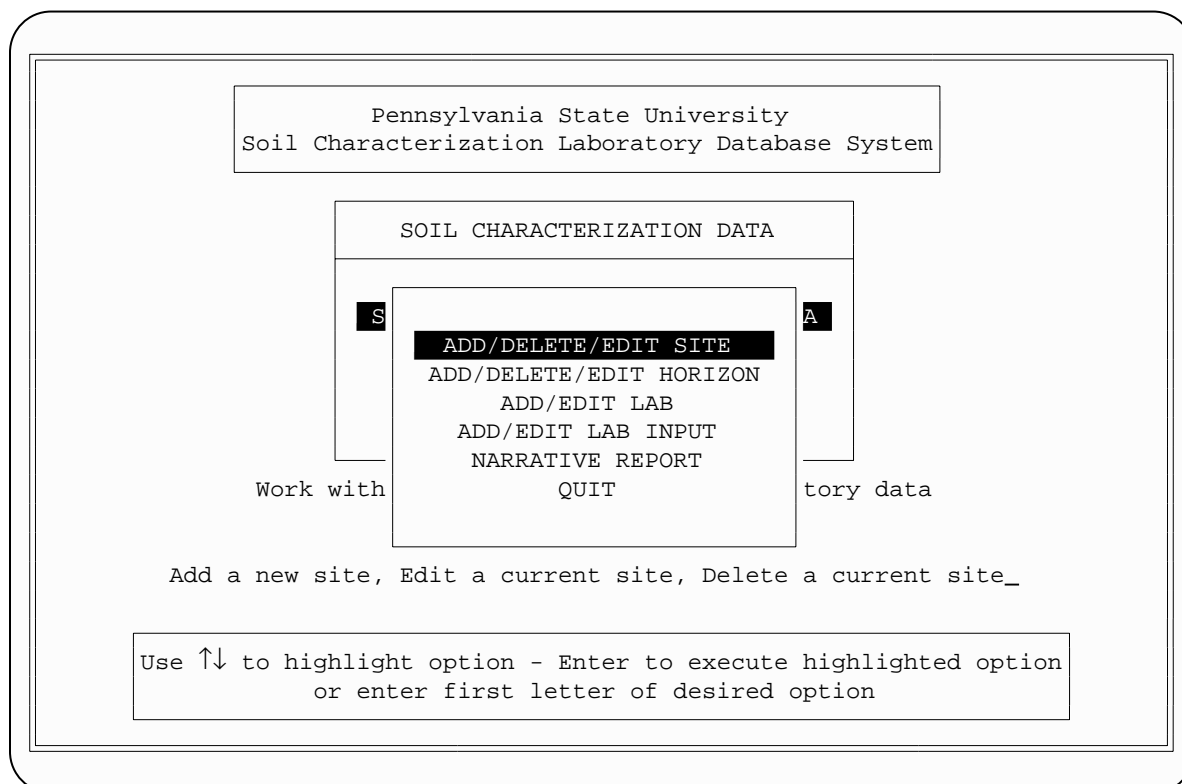 Pennsylvania State University
Soil Characterization Laboratory Database System
SOIL CHARACTERIZATION DATA
S A
ADD/DELETE/EDIT SITE
ADD/DELETE/EDIT HORIZON
ADD/EDIT LAB
ADD/EDIT LAB INPUT
NARRATIVE REPORT
Work with QUIT tory data
Add a new site, Edit a current site, Delete a current site_
Use ↑↓ to highlight option - Enter to execute highlighted option
or enter first letter of desired option